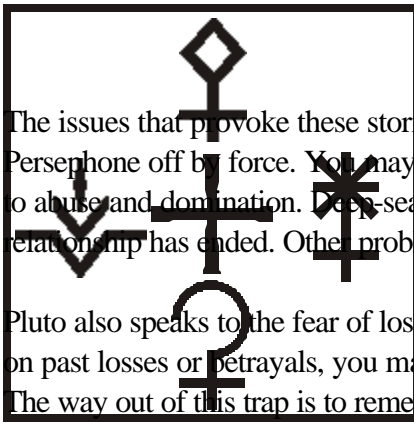 The issues that provoke these stor
Persephone off by force. You may
to abuse and domination. Deep-sea
relationship has ended. Other prob
Pluto also speaks to the fear of los
on past losses or betrayals, you ma
The way out of this trap is to reme